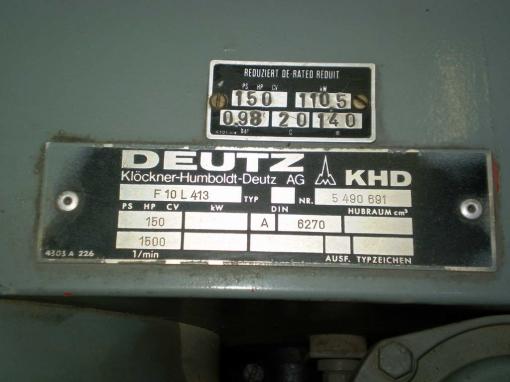 REDUZIERT DE-RATED REDUIT
PS HP CV kW
150 110 5
0.98 20 140
bar C m
DEUTZ KHD
Klöckner-Humboldt-Deutz AG
F 10 L 413 TYP NR. 5 490 691
PS HP CV kW DIN HUBRAUM cm³
150 A 6270
1500
4303 A 226 1/min AUSF. TYPZEICHEN